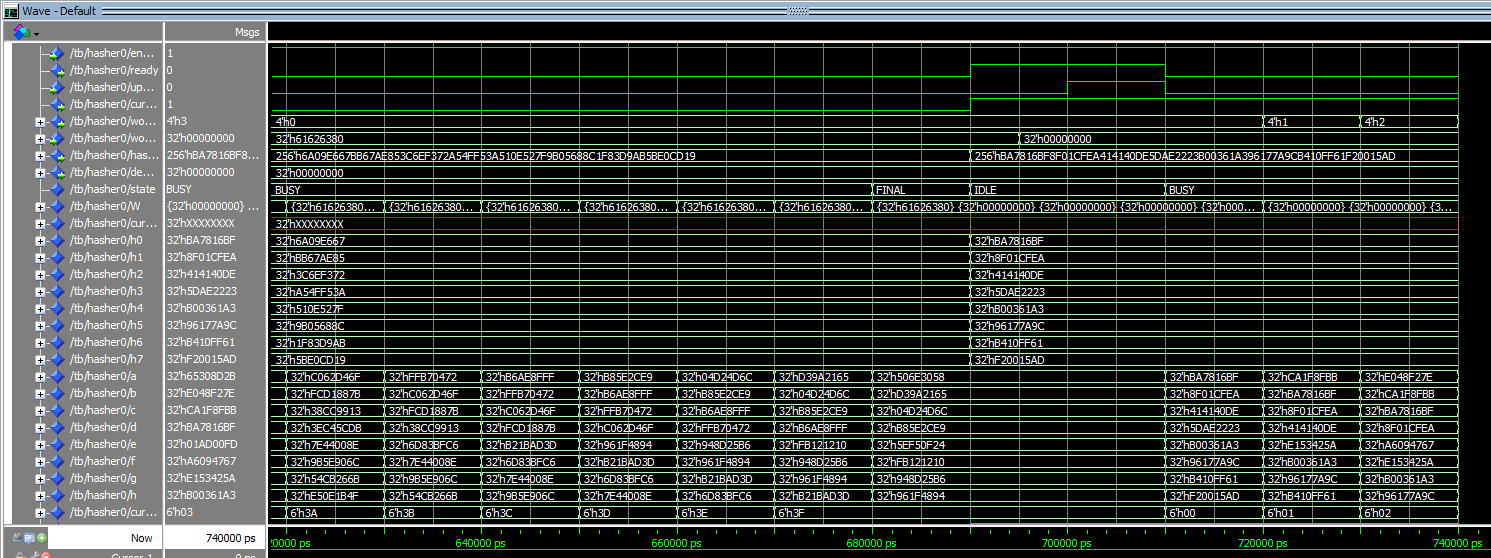 Wave - Default
Msgs
/tb/hasher0/en... 1
/tb/hasher0/ready 0
/tb/hasher0/up... 0
/tb/hasher0/cur... 1
/tb/hasher0/wo... 4'h3 4'h0 4'h1 4'h2
/tb/hasher0/wo... 32'h00000000 32'h61626380 32'h00000000
/tb/hasher0/has... 256'hBA7816BF8... 256'h6A09E667BB67AE853C6EF372A54FF53A510E527F9B05688C1F83D9AB5BE0CD19 256'hBA7816BF8F01CFEA414140DE5DAE2223B00361A396177A9CB410FF61F20015AD
/tb/hasher0/de... 32'h00000000 32'h00000000
/tb/hasher0/state BUSY BUSY FINAL IDLE BUSY
/tb/hasher0/W {32'h00000000} ... {32'h61626380... {32'h61626380... {32'h61626380... {32'h61626380... {32'h61626380... {32'h61626380... {32'h61626380} {32'h00000000} {32'h00000000} {32'h00000000} {32'h000... {32'h00000000} {32'h00000000} {3...
/tb/hasher0/cur... 32'hXXXXXXXX 32'hXXXXXXXX
/tb/hasher0/h0 32'hBA7816BF 32'h6A09E667 32'hBA7816BF
/tb/hasher0/h1 32'h8F01CFEA 32'hBB67AE85 32'h8F01CFEA
/tb/hasher0/h2 32'h414140DE 32'h3C6EF372 32'h414140DE
/tb/hasher0/h3 32'h5DAE2223 32'hA54FF53A 32'h5DAE2223
/tb/hasher0/h4 32'hB00361A3 32'h510E527F 32'hB00361A3
/tb/hasher0/h5 32'h96177A9C 32'h9B05688C 32'h96177A9C
/tb/hasher0/h6 32'hB410FF61 32'h1F83D9AB 32'hB410FF61
/tb/hasher0/h7 32'hF20015AD 32'h5BE0CD19 32'hF20015AD
/tb/hasher0/a 32'h65308D2B 32'hC062D46F 32'hFFB70472 32'hB6AE8FFF 32'hB85E2CE9 32'h04D24D6C 32'hD39A2165 32'h506E3058 32'hBA7816BF 32'hCA1F8FBB 32'hE048F27E
/tb/hasher0/b 32'hE048F27E 32'hFCD1887B 32'hC062D46F 32'hFFB70472 32'hB6AE8FFF 32'hB85E2CE9 32'h04D24D6C 32'hD39A2165 32'h8F01CFEA 32'hBA7816BF 32'hCA1F8FBB
/tb/hasher0/c 32'hCA1F8FBB 32'h38CC9913 32'hFCD1887B 32'hC062D46F 32'hFFB70472 32'hB6AE8FFF 32'hB85E2CE9 32'h04D24D6C 32'h414140DE 32'h8F01CFEA 32'hBA7816BF
/tb/hasher0/d 32'hBA7816BF 32'h3EC45CDB 32'h38CC9913 32'hFCD1887B 32'hC062D46F 32'hFFB70472 32'hB6AE8FFF 32'hB85E2CE9 32'h5DAE2223 32'h414140DE 32'h8F01CFEA
/tb/hasher0/e 32'h01AD00FD 32'h7E44008E 32'h6D83BFC6 32'hB21BAD3D 32'h961F4894 32'h948D25B6 32'hFB121210 32'h5EF50F24 32'hB00361A3 32'hE153425A 32'hA6094767
/tb/hasher0/f 32'hA6094767 32'h9B5E906C 32'h7E44008E 32'h6D83BFC6 32'hB21BAD3D 32'h961F4894 32'h948D25B6 32'hFB121210 32'h96177A9C 32'hB00361A3 32'hE153425A
/tb/hasher0/g 32'hE153425A 32'h54CB266B 32'h9B5E906C 32'h7E44008E 32'h6D83BFC6 32'hB21BAD3D 32'h961F4894 32'h948D25B6 32'hB410FF61 32'h96177A9C 32'hB00361A3
/tb/hasher0/h 32'hB00361A3 32'hE50E1B4F 32'h54CB266B 32'h9B5E906C 32'h7E44008E 32'h6D83BFC6 32'hB21BAD3D 32'h961F4894 32'hF20015AD 32'hB410FF61 32'h96177A9C
/tb/hasher0/cur... 6'h03 6'h3A 6'h3B 6'h3C 6'h3D 6'h3E 6'h3F 6'h00 6'h01 6'h02
Now 740000 ps 20000 ps 640000 ps 660000 ps 680000 ps 700000 ps 720000 ps 740000 ps
Cursor 1 0 ps